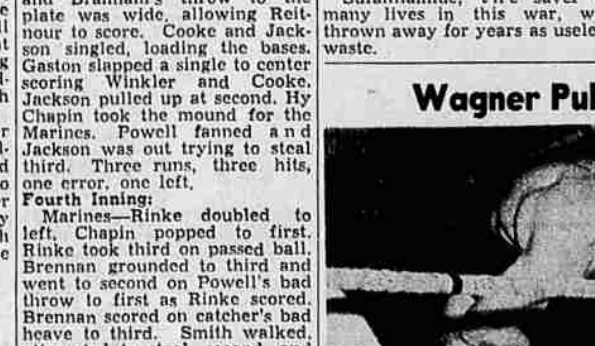 and Brannam's throw to the
plate was wide, allowing Reit-
nour to score. Cooke and Jack-
son singled, loading the bases.
Gaston slapped a single to center
scoring Winkler and Cooke.
Jackson pulled up at second. Hy
Chapin took the mound for the
Marines. Powell fanned and
Jackson was out trying to steal
third. Three runs, three hits,
one error, one left.
Fourth Inning:
Marines—Rinke doubled to
left. Chapin popped to first.
Rinke took third on passed ball.
Brennan grounded to third and
went to second on Powell's bad
throw to first as Rinke scored.
Brennan scored on catcher's bad
heave to third. Smith walked,
many lives in this war, w
thrown away for years as usele
waste.
Wagner Pul